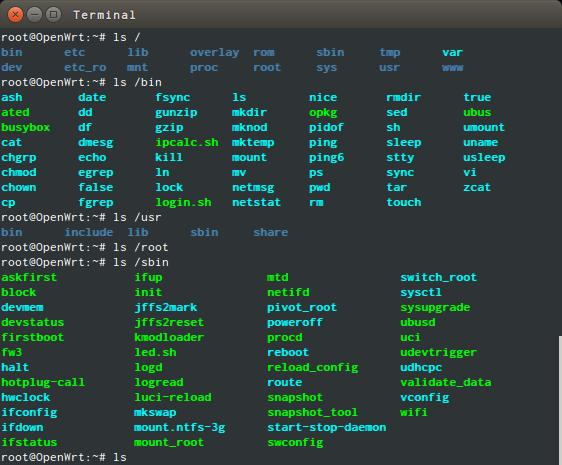 Terminal
root@OpenWrt:~# ls /
bin etc lib overlay rom sbin tmp var
dev etc_ro mnt proc root sys usr www
root@OpenWrt:~# ls /bin
ash date fsync ls nice rmdir true
ated dd gunzip mkdir opkg sed ubus
busybox df gzip mknod pidof sh umount
cat dmesg ipcalc.sh mktemp ping sleep uname
chgrp echo kill mount ping6 stty usleep
chmod egrep ln mv ps sync vi
chown false lock netmsg pwd tar zcat
cp fgrep login.sh netstat rm touch
root@OpenWrt:~# ls /usr
bin include lib sbin share
root@OpenWrt:~# ls /root
root@OpenWrt:~# ls /sbin
askfirst ifup mtd switch_root
block init netifd sysctl
devmem jffs2mark pivot_root sysupgrade
devstatus jffs2reset poweroff ubusd
firstboot kmodloader procd uci
fw3 led.sh reboot udevtrigger
halt logd reload_config udhcpc
hotplug-call logread route validate_data
hwclock luci-reload snapshot vconfig
ifconfig mkswap snapshot_tool wifi
ifdown mount.ntfs-3g start-stop-daemon
ifstatus mount_root swconfig
root@OpenWrt:~# ls